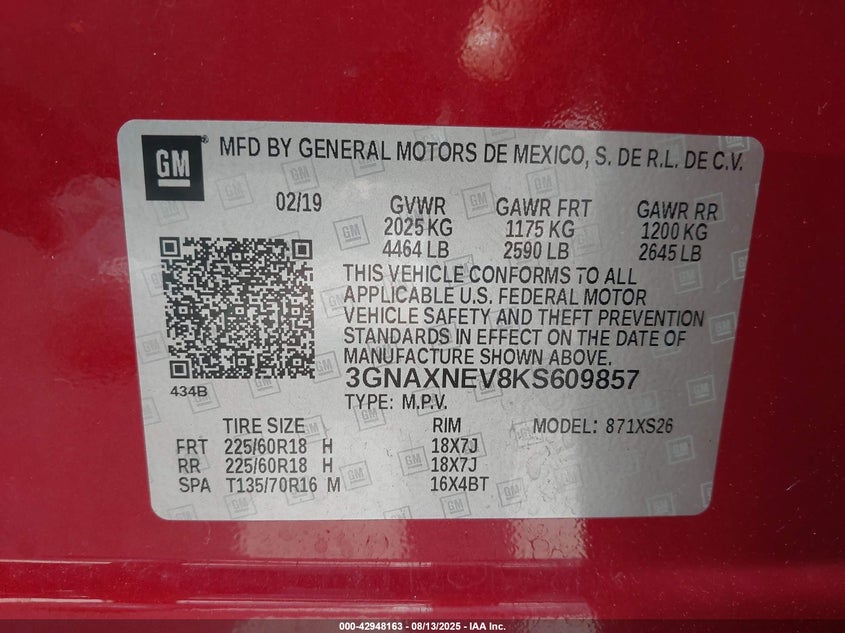 GM
®
MFD BY GENERAL MOTORS DE MEXICO, S. DE R.L. DE C.V.
02/19 GVWR GAWR FRT GAWR RR
2025 KG 1175 KG 1200 KG
4464 LB 2590 LB 2645 LB
THIS VEHICLE CONFORMS TO ALL
APPLICABLE U.S. FEDERAL MOTOR
VEHICLE SAFETY AND THEFT PREVENTION
STANDARDS IN EFFECT ON THE DATE OF
MANUFACTURE SHOWN ABOVE.
434B
3GNAXNEV8KS609857
TYPE: M.P.V.
TIRE SIZE RIM MODEL: 871XS26
FRT 225/60R18 H 18X7J
RR 225/60R18 H 18X7J
SPA T135/70R16 M 16X4BT
000-42948163 - 08/13/2025 - IAA Inc.